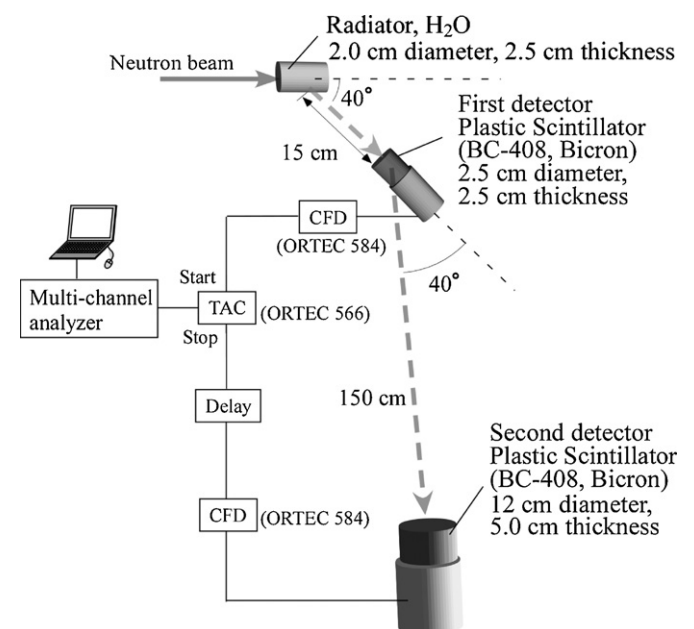 Radiator, H₂O
2.0 cm diameter, 2.5 cm thickness
Neutron beam
40°
First detector
Plastic Scintillator
(BC-408, Bicron)
2.5 cm diameter,
2.5 cm thickness
15 cm
CFD
(ORTEC 584)
40°
Start
Multi-channel
analyzer
TAC
(ORTEC 566)
Stop
Delay
150 cm
Second detector
Plastic Scintillator
(BC-408, Bicron)
12 cm diameter,
5.0 cm thickness
CFD
(ORTEC 584)